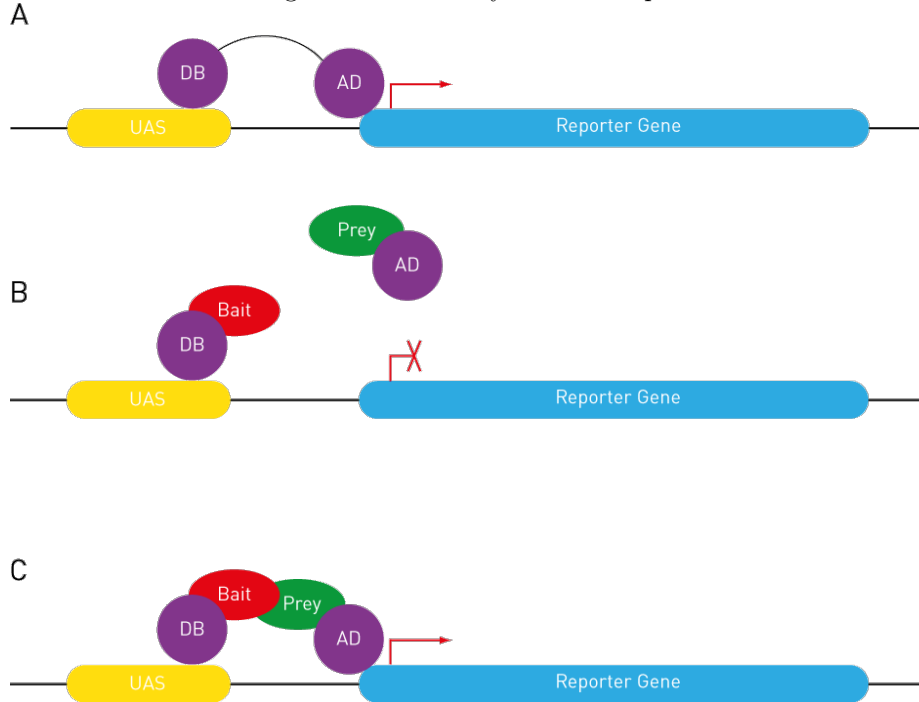 A
DB
AD
UAS
Reporter Gene
Prey
AD
B
Bait
DB
UAS
Reporter Gene
C
Bait
Prey
DB
AD
UAS
Reporter Gene